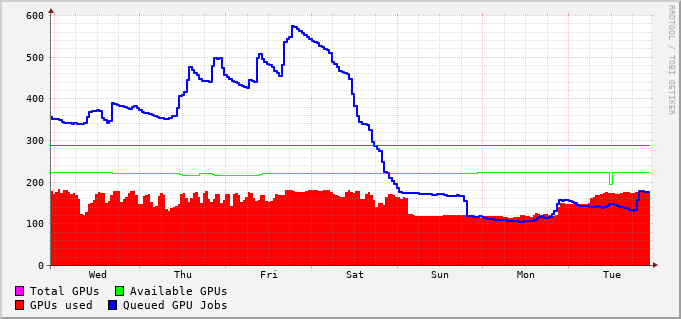 600
500
400
300
200
100
0
Wed Thu Fri Sat Sun Mon Tue
Total GPUs Available GPUs
GPUs used Queued GPU Jobs
RRDTOOL / TOBI OETIKER